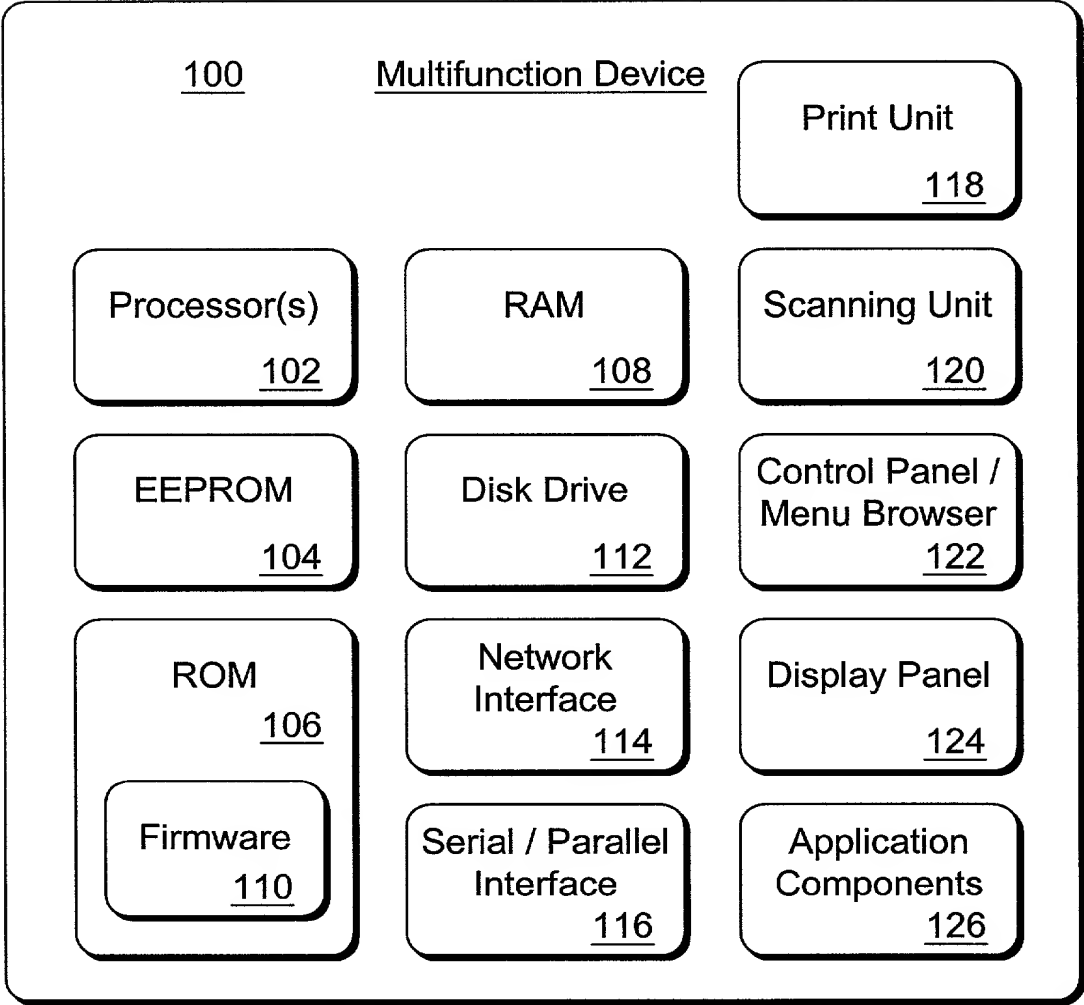 100 Multifunction Device
Print Unit
118
Processor(s)
102
RAM
108
Scanning Unit
120
EEPROM
104
Disk Drive
112
Control Panel /
Menu Browser
122
ROM
106
Firmware
110
Network
Interface
114
Display Panel
124
Serial / Parallel
Interface
116
Application
Components
126